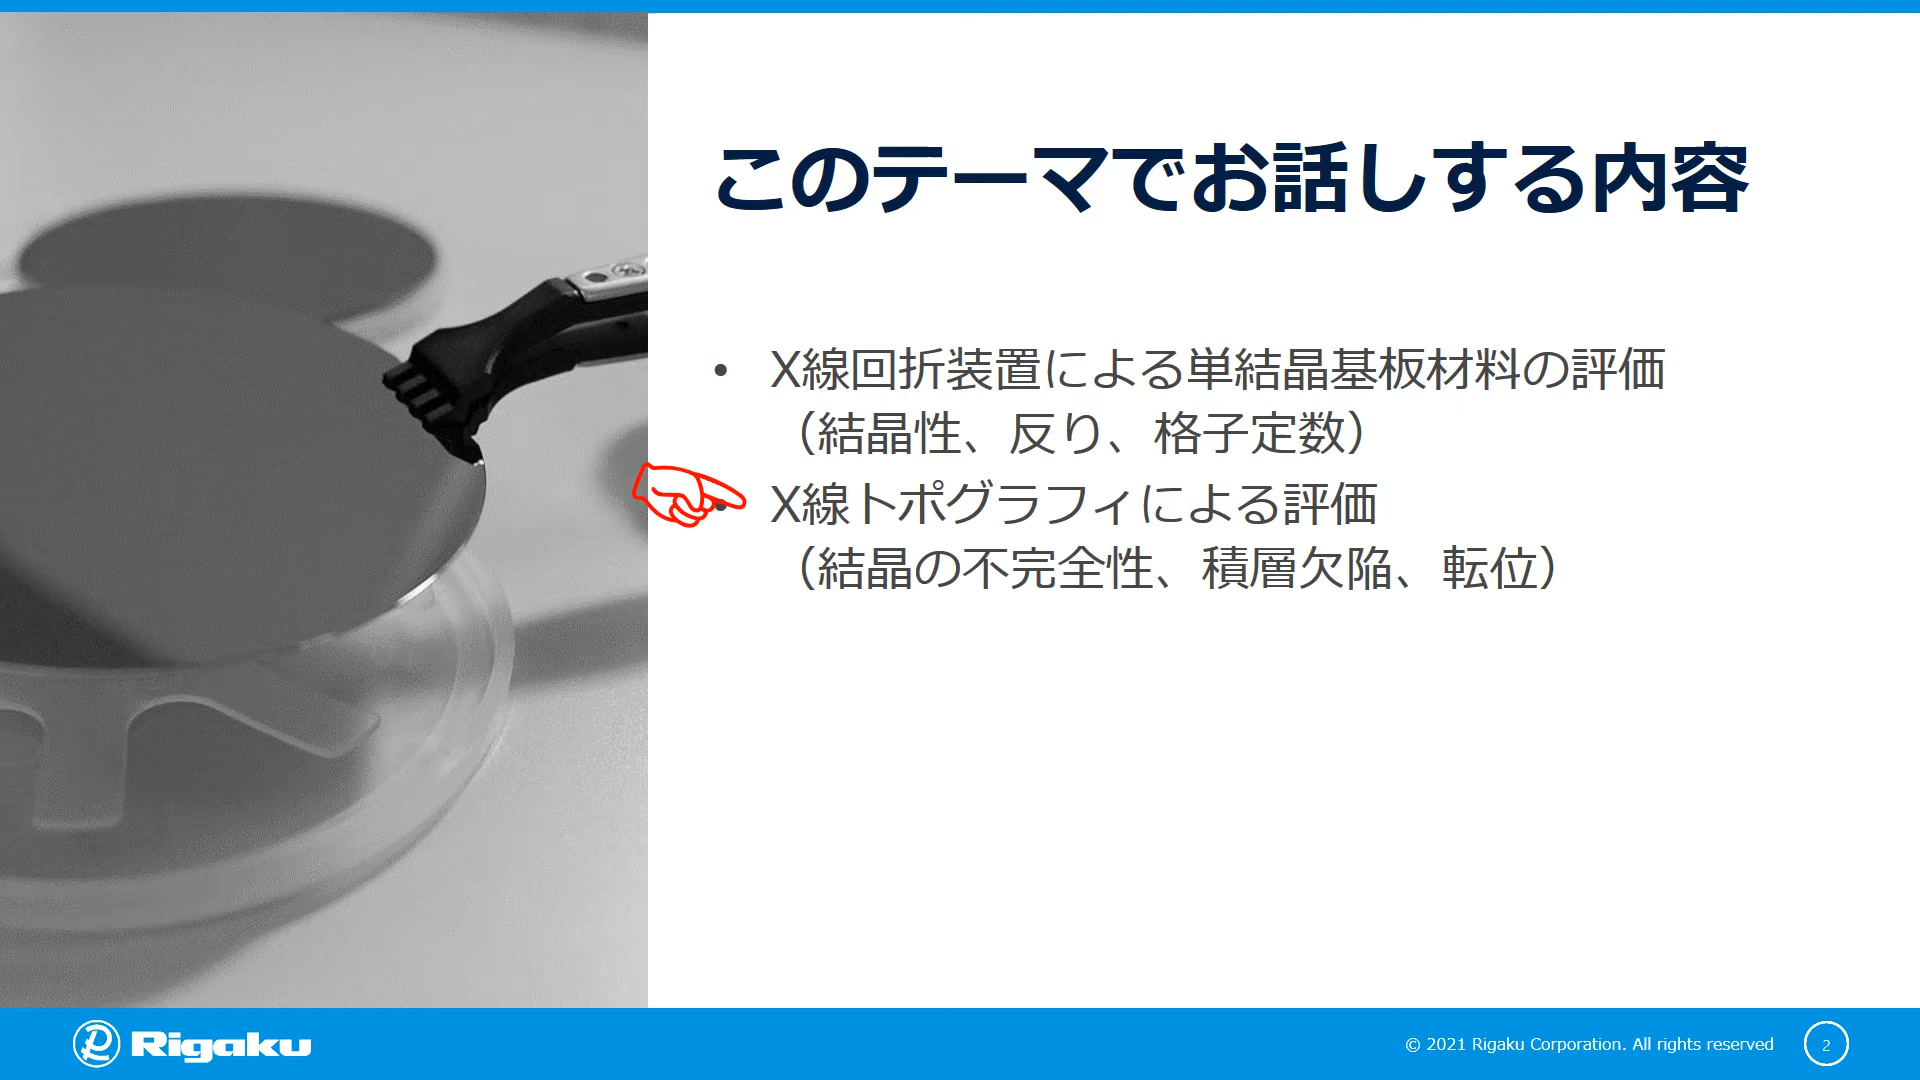 このテーマでお話しする内容
• X線回折装置による単結晶基板材料の評価
（結晶性、反り、格子定数）
• X線トポグラフィによる評価
（結晶の不完全性、積層欠陥、転位）
Rigaku
© 2021 Rigaku Corporation. All rights reserved
2